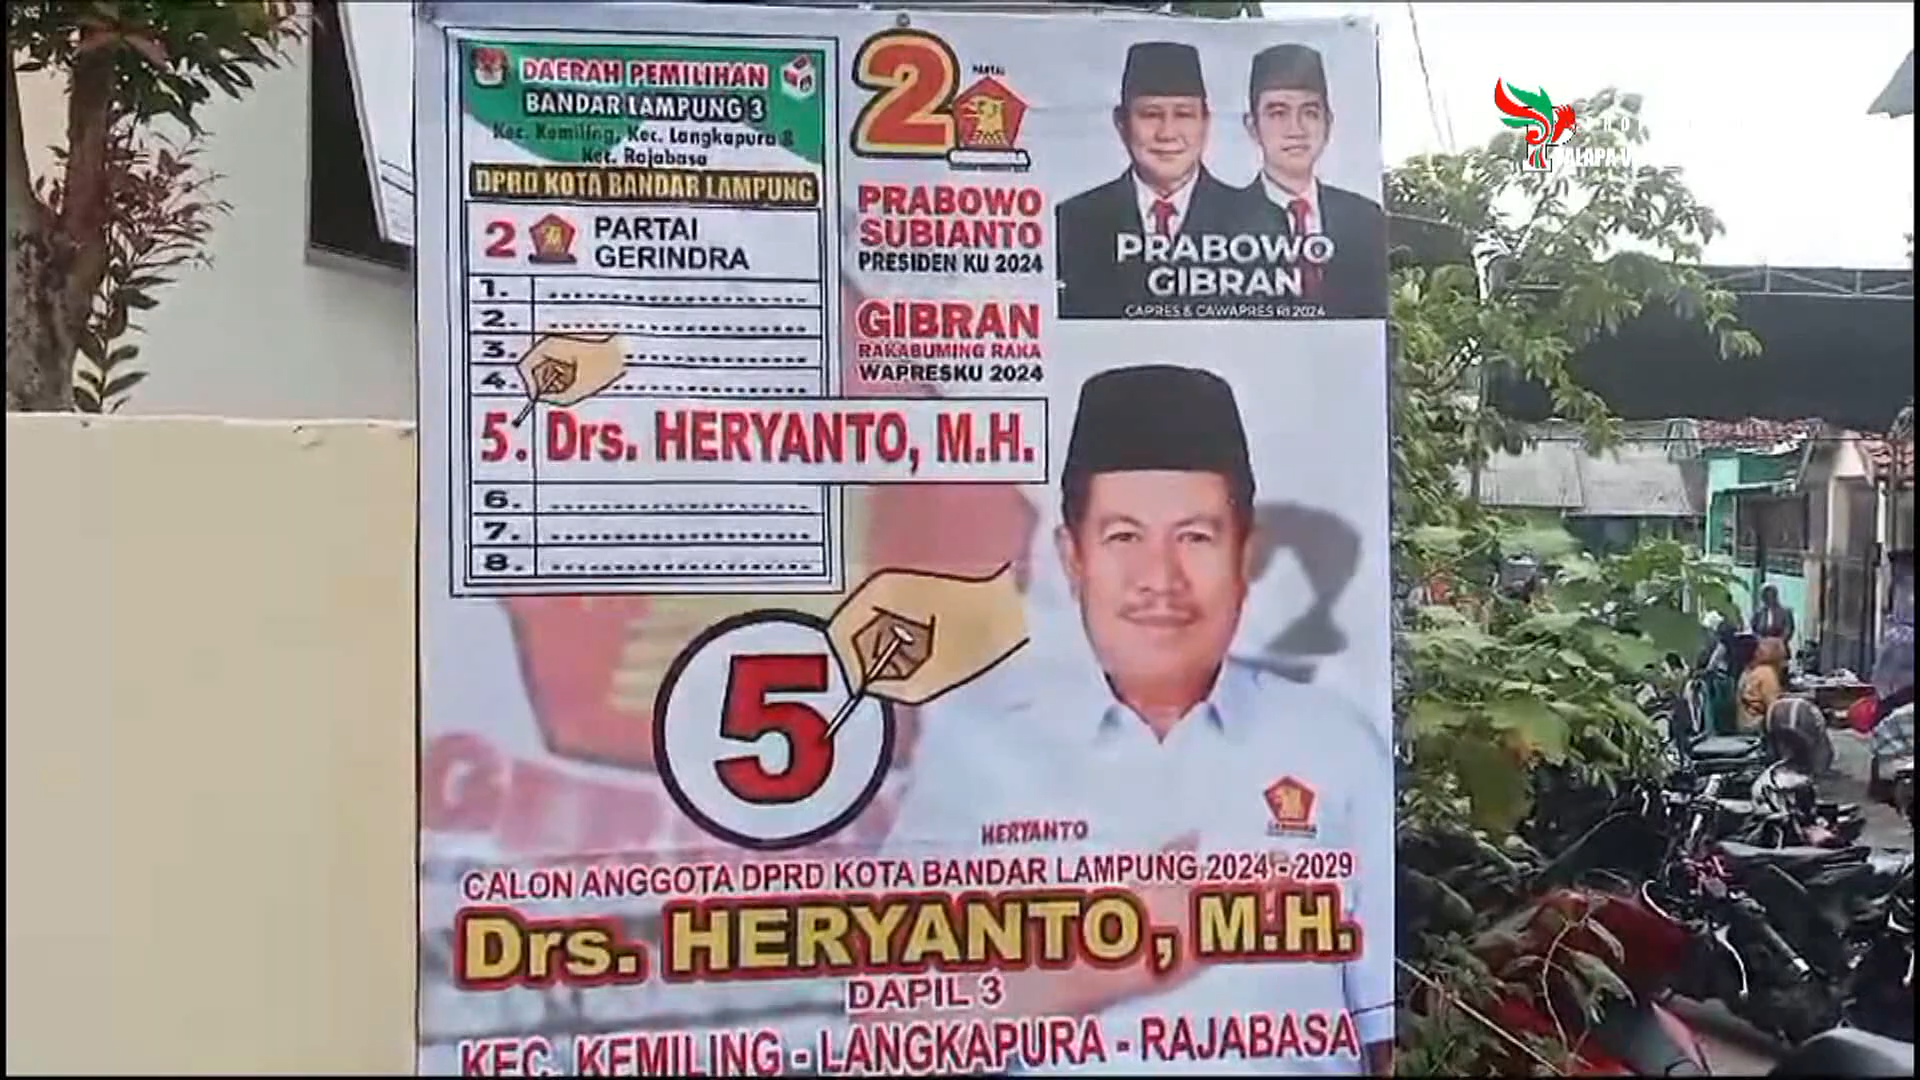 DAERAH PEMILIHAN
BANDAR LAMPUNG 3
Kec. Kemiling, Kec. Langkapura &
Kec. Rajabasa
DPRD KOTA BANDAR LAMPUNG
2 PARTAI
GERINDRA
1.
2.
3.
4.
5. Drs. HERYANTO, M.H.
6.
7.
8.
2
PARTAI
PRABOWO
SUBIANTO
PRESIDEN KU 2024
GIBRAN
RAKABUMING RAKA
WAPRESKU 2024
PRABOWO
GIBRAN
CAPRES & CAWAPRES RI 2024
5
HERYANTO
CALON ANGGOTA DPRD KOTA BANDAR LAMPUNG 2024 - 2029
Drs. HERYANTO, M.H.
DAPIL 3
KEC. KEMILING - LANGKAPURA - RAJABASA